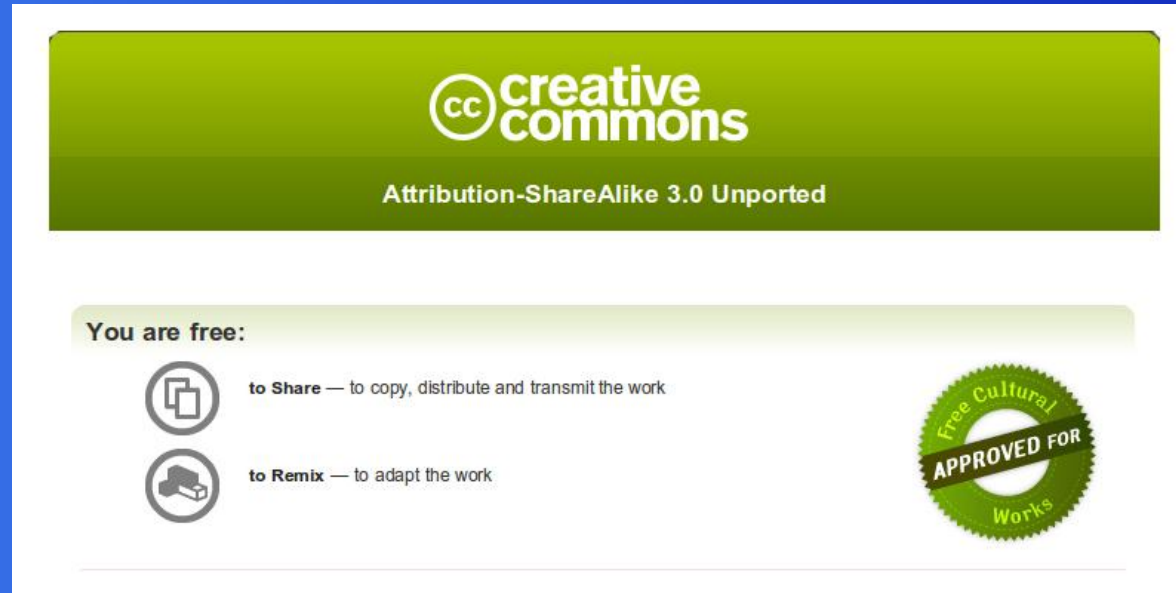 cc creative
commons
Attribution-ShareAlike 3.0 Unported
You are free:
to Share — to copy, distribute and transmit the work
to Remix — to adapt the work
Free Cultural
APPROVED FOR
Works